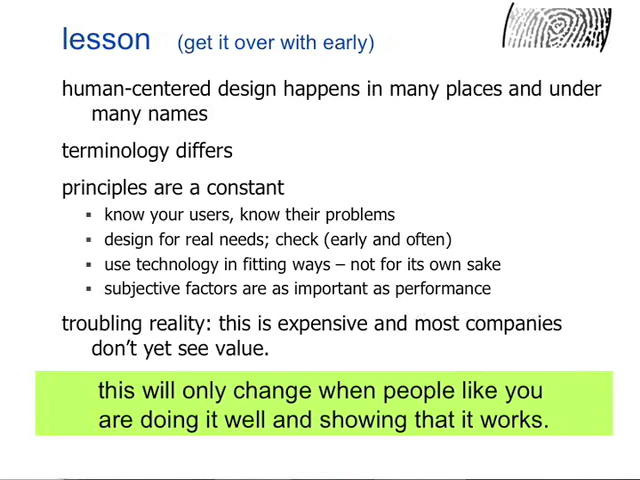 lesson (get it over with early)
human-centered design happens in many places and under
many names
terminology differs
principles are a constant
▪ know your users, know their problems
▪ design for real needs; check (early and often)
▪ use technology in fitting ways – not for its own sake
▪ subjective factors are as important as performance
troubling reality: this is expensive and most companies
don’t yet see value.
this will only change when people like you
are doing it well and showing that it works.